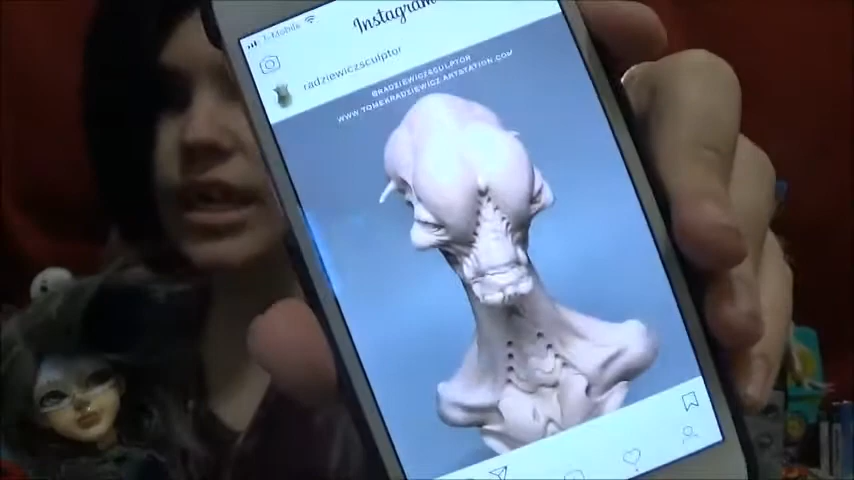 T-Mobile
Instagram
radziewiczsculptor
@RADZIEWICZSCULPTOR
WWW.TOMEKRADZIEWICZ.ARTSTATION.COM